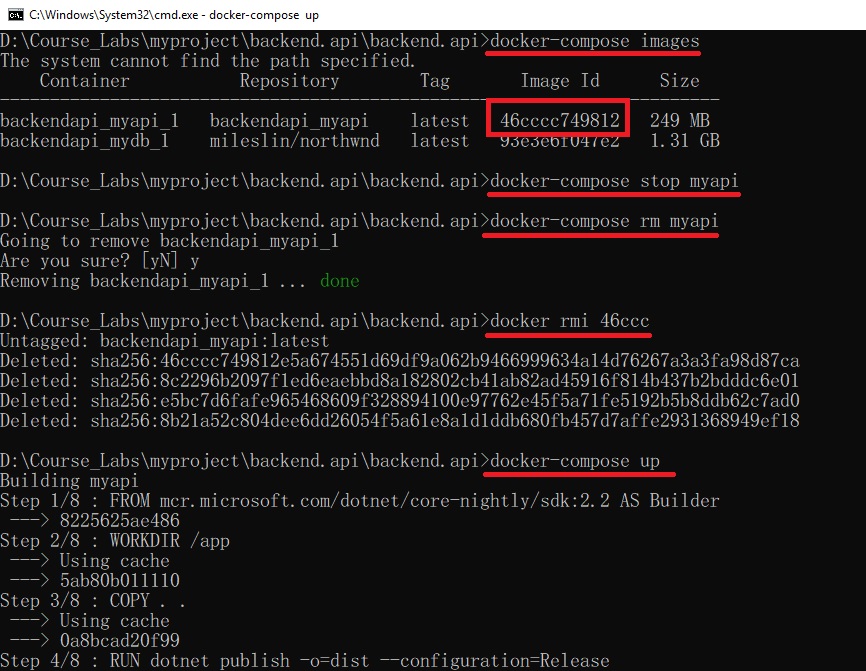 C:\Windows\System32\cmd.exe - docker-compose up
D:\Course_Labs\myproject\backend.api\backend.api>docker-compose images
The system cannot find the path specified.
Container Repository Tag Image Id Size
----------------------------------------------------------------------
backendapi_myapi_1 backendapi_myapi latest 46cccc749812 249 MB
backendapi_mydb_1 mileslin/northwnd latest 93e3e6f047e2 1.31 GB
D:\Course_Labs\myproject\backend.api\backend.api>docker-compose stop myapi
D:\Course_Labs\myproject\backend.api\backend.api>docker-compose rm myapi
Going to remove backendapi_myapi_1
Are you sure? [yN] y
Removing backendapi_myapi_1 ... done
D:\Course_Labs\myproject\backend.api\backend.api>docker rmi 46ccc
Untagged: backendapi_myapi:latest
Deleted: sha256:46cccc749812e5a674551d69df9a062b9466999634a14d76267a3a3fa98d87ca
Deleted: sha256:8c2296b2097f1ed6eaebbd8a182802cb41ab82ad45916f814b437b2bdddc6e01
Deleted: sha256:e5bc7d6fafe965468609f328894100e97762e45f5a71fe5192b5b8ddb62c7ad0
Deleted: sha256:8b21a52c804dee6dd26054f5a61e8a1d1ddb680fb457d7affe2931368949ef18
D:\Course_Labs\myproject\backend.api\backend.api>docker-compose up
Building myapi
Step 1/8 : FROM mcr.microsoft.com/dotnet/core-nightly/sdk:2.2 AS Builder
---> 8225625ae486
Step 2/8 : WORKDIR /app
---> Using cache
---> 5ab80b011110
Step 3/8 : COPY . .
---> Using cache
---> 0a8bcad20f99
Step 4/8 : RUN dotnet publish -o=dist --configuration=Release